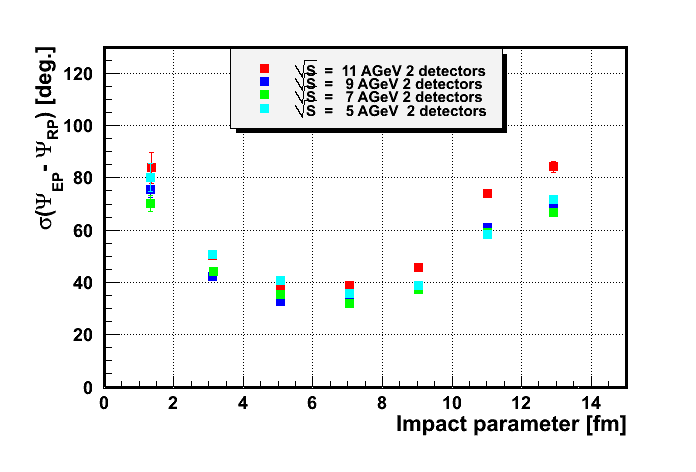 σ(Ψ_EP - Ψ_RP) [deg.]
120
100
80
60
40
20
0
√S = 11 AGeV 2 detectors
√S = 9 AGeV 2 detectors
√S = 7 AGeV 2 detectors
√S = 5 AGeV 2 detectors
0 2 4 6 8 10 12 14
Impact parameter [fm]